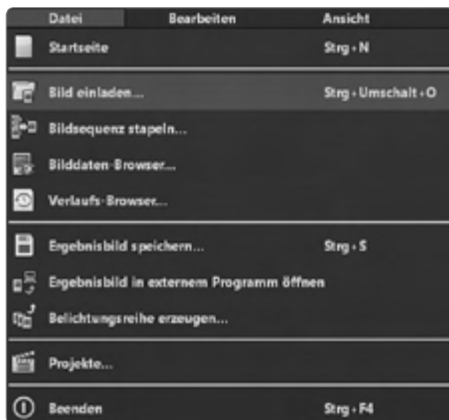 Datei Bearbeiten Ansicht
Startseite Strg+N
Bild einladen... Strg+Umschalt+O
Bildsequenz stapeln...
Bilddaten-Browser...
Verlaufs-Browser...
Ergebnisbild speichern... Strg+S
Ergebnisbild in externem Programm öffnen
Belichtungsreihe erzeugen...
Projekte...
Beenden Strg+F4